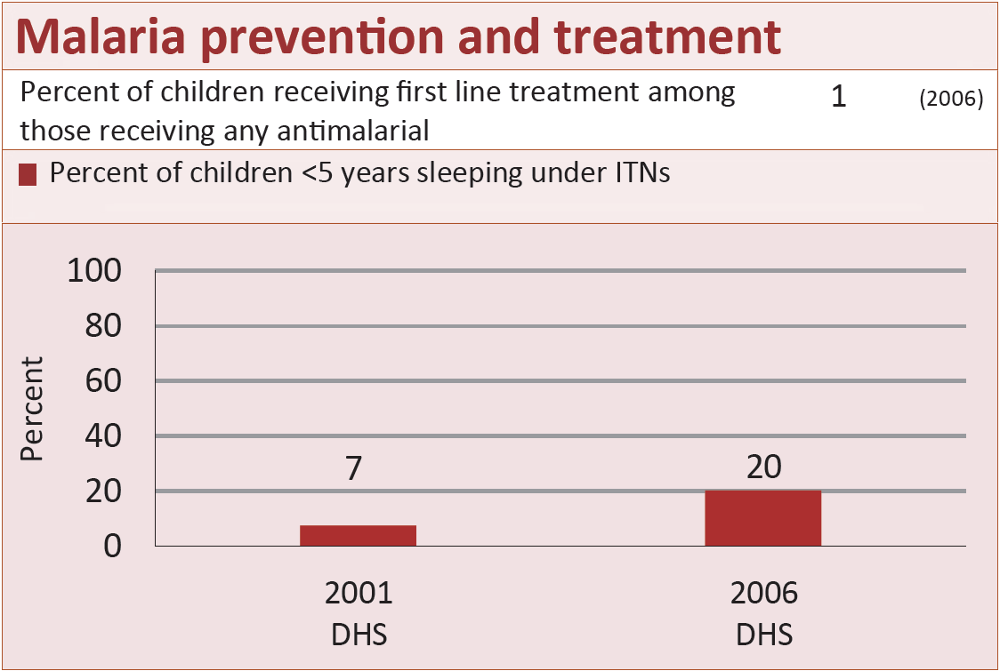 Malaria prevention and treatment
Percent of children receiving first line treatment among
those receiving any antimalarial
1 (2006)
Percent of children <5 years sleeping under ITNs
Percent
100
80
60
40
20
0
7
20
2001
DHS
2006
DHS